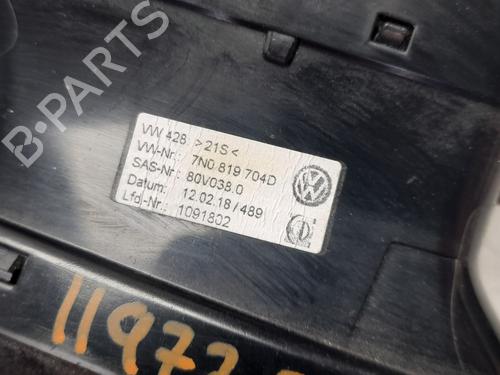 B-PARTS
VW 428 >21S<
VW-Nr.: 7N0 819 704D
SAS-Nr.: 80V038.0
Datum: 12.02.18/489
Lfd-Nr.: 1091802
11973